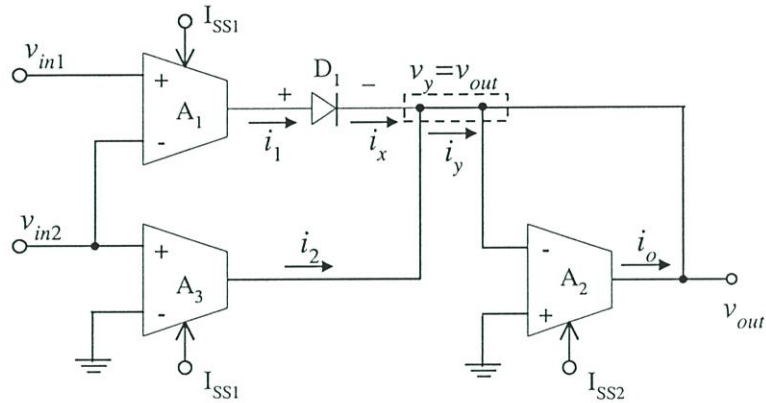 I_SS1
v_in1
D_1
v_y=v_out
+
+
−
A_1
-
i_1
i_x
i_y
v_in2
+
i_2
A_3
-
-
i_o
A_2
+
v_out
I_SS1
I_SS2